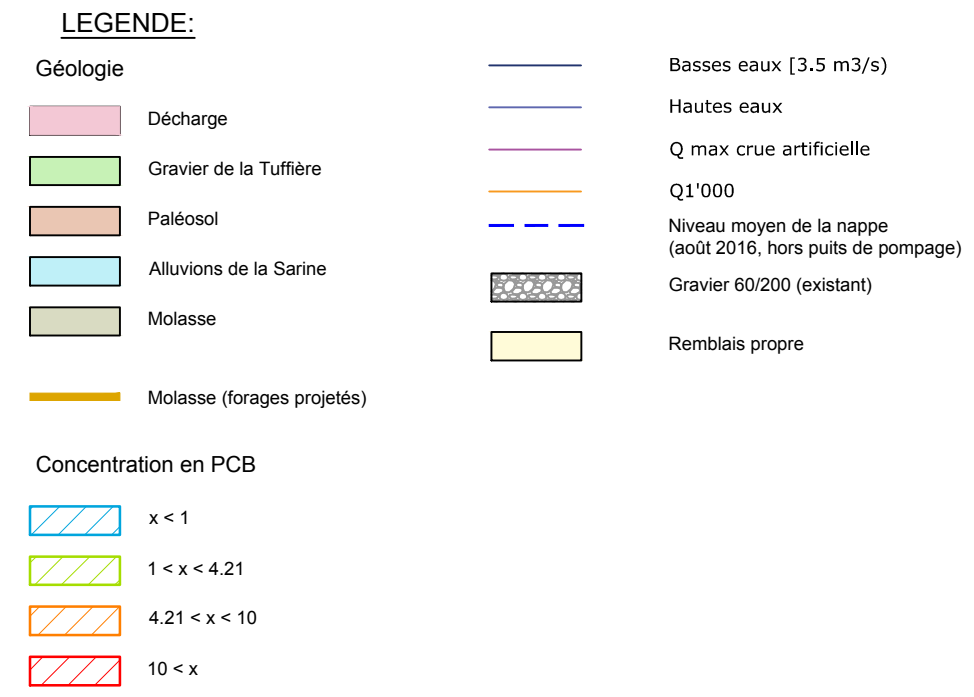 LEGENDE:
Géologie
Décharge
Gravier de la Tuffière
Paléosol
Alluvions de la Sarine
Molasse
Molasse (forages projetés)
Concentration en PCB
x < 1
1 < x < 4.21
4.21 < x < 10
10 < x
Basses eaux [3.5 m3/s)
Hautes eaux
Q max crue artificielle
Q1'000
Niveau moyen de la nappe
(août 2016, hors puits de pompage)
Gravier 60/200 (existant)
Remblais propre